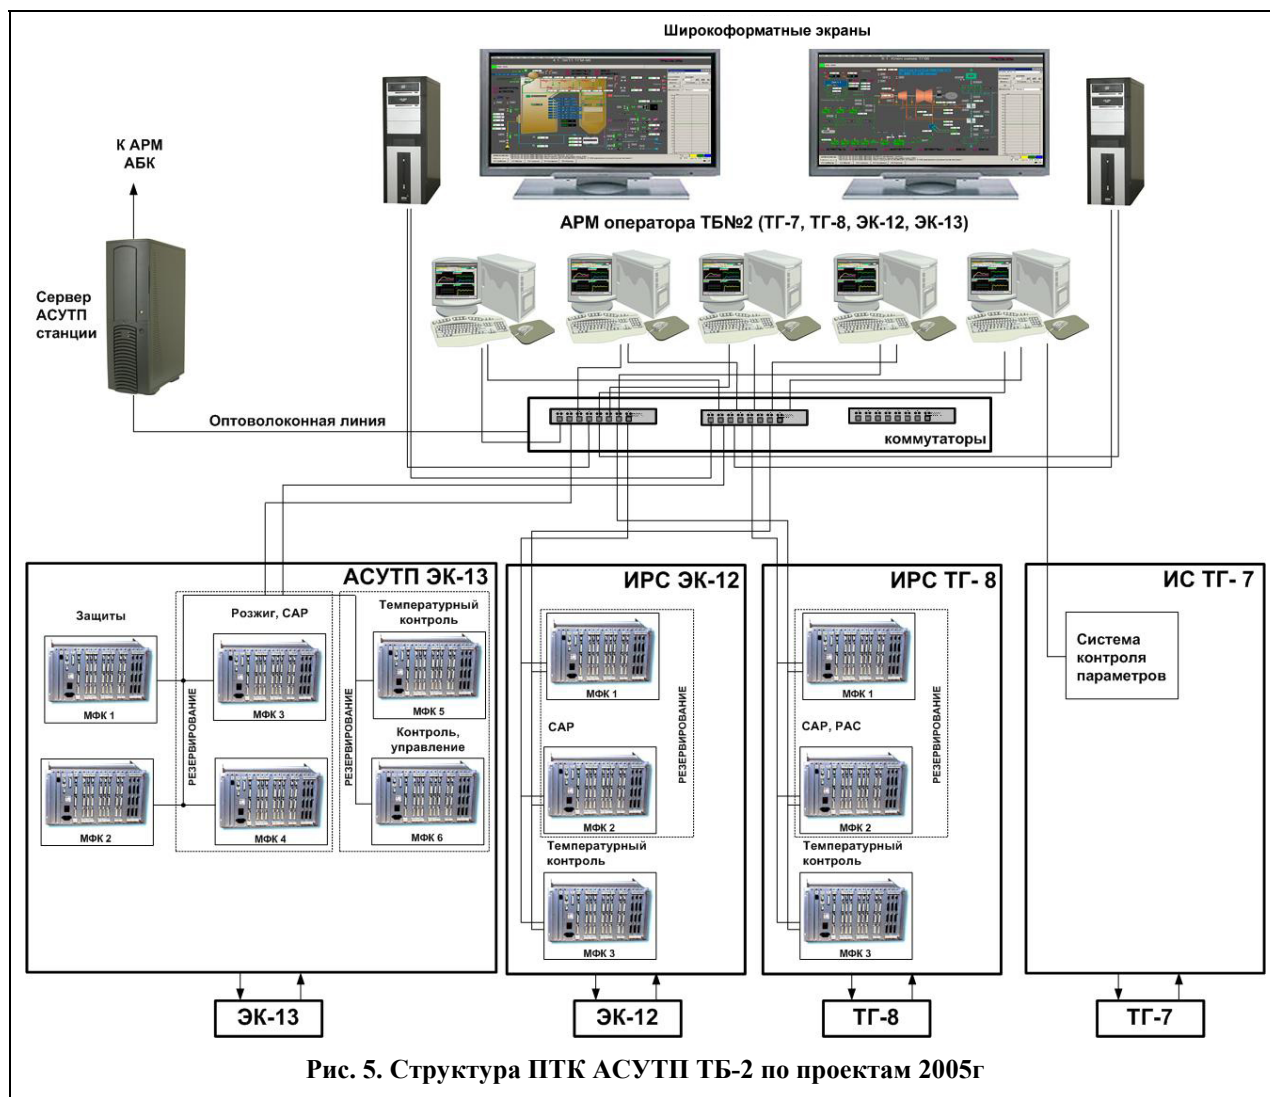 Широкоформатные экраны
К АРМ
АБК
АРМ оператора ТБ№2 (ТГ-7, ТГ-8, ЭК-12, ЭК-13)
Сервер
АСУТП
станции
Оптоволоконная линия
коммутаторы
АСУТП ЭК-13
Защиты
Розжиг, САР
Температурный
контроль
МФК 1
МФК 3
МФК 5
РЕЗЕРВИРОВАНИЕ
РЕЗЕРВИРОВАНИЕ
Контроль,
управление
МФК 2
МФК 4
МФК 6
ИРС ЭК-12
МФК 1
САР
РЕЗЕРВИРОВАНИЕ
МФК 2
Температурный
контроль
МФК 3
ИРС ТГ- 8
МФК 1
САР, РАС
РЕЗЕРВИРОВАНИЕ
МФК 2
Температурный
контроль
МФК 3
ИС ТГ- 7
Система
контроля
параметров
ЭК-13
ЭК-12
ТГ-8
ТГ-7
Рис. 5. Структура ПТК АСУТП ТБ-2 по проектам 2005г